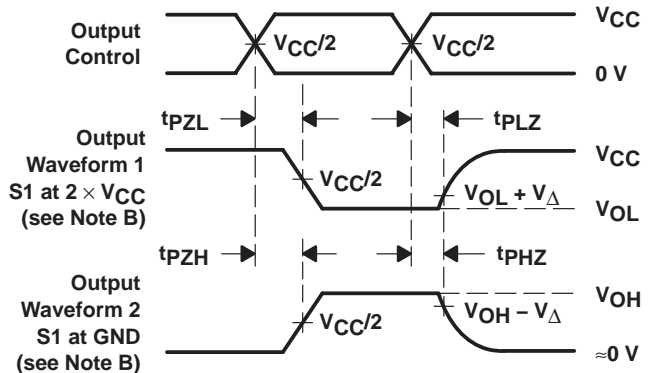 Output
Control
VCC/2
VCC/2
VCC
0 V
tPZL
tPLZ
Output
Waveform 1
S1 at 2 × VCC
(see Note B)
VCC/2
VOL + VΔ
VCC
VOL
tPZH
tPHZ
Output
Waveform 2
S1 at GND
(see Note B)
VCC/2
VOH − VΔ
VOH
≈0 V